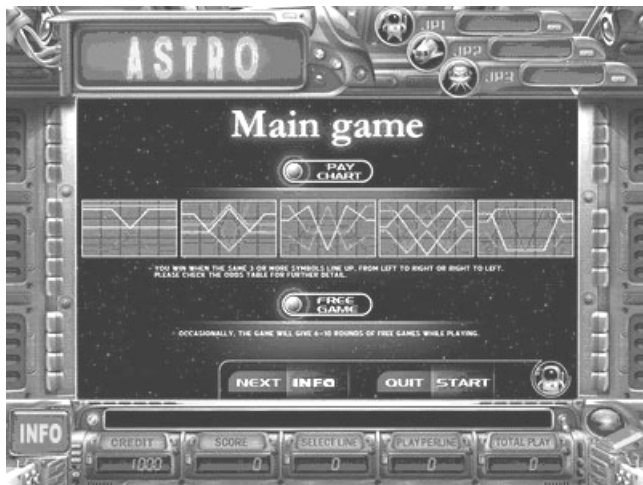 ASTRO
JP1
JP2
JP3
Main game
PAY
CHART
- YOU WIN WHEN THE SAME 3 OR MORE SYMBOLS LINE UP, FROM LEFT TO RIGHT OR RIGHT TO LEFT.
PLEASE CHECK THE ODDS TABLE FOR FURTHER DETAIL.
FREE
GAME
- OCCASIONALLY, THE GAME WILL GIVE 6-10 ROUNDS OF FREE GAMES WHILE PLAYING.
NEXT INFO QUIT START
INFO
CREDIT SCORE SELECT LINE PLAY PERLINE TOTAL PLAY
1000 0 0 0 0